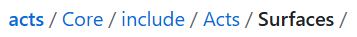 acts / Core / include / Acts / Surfaces /